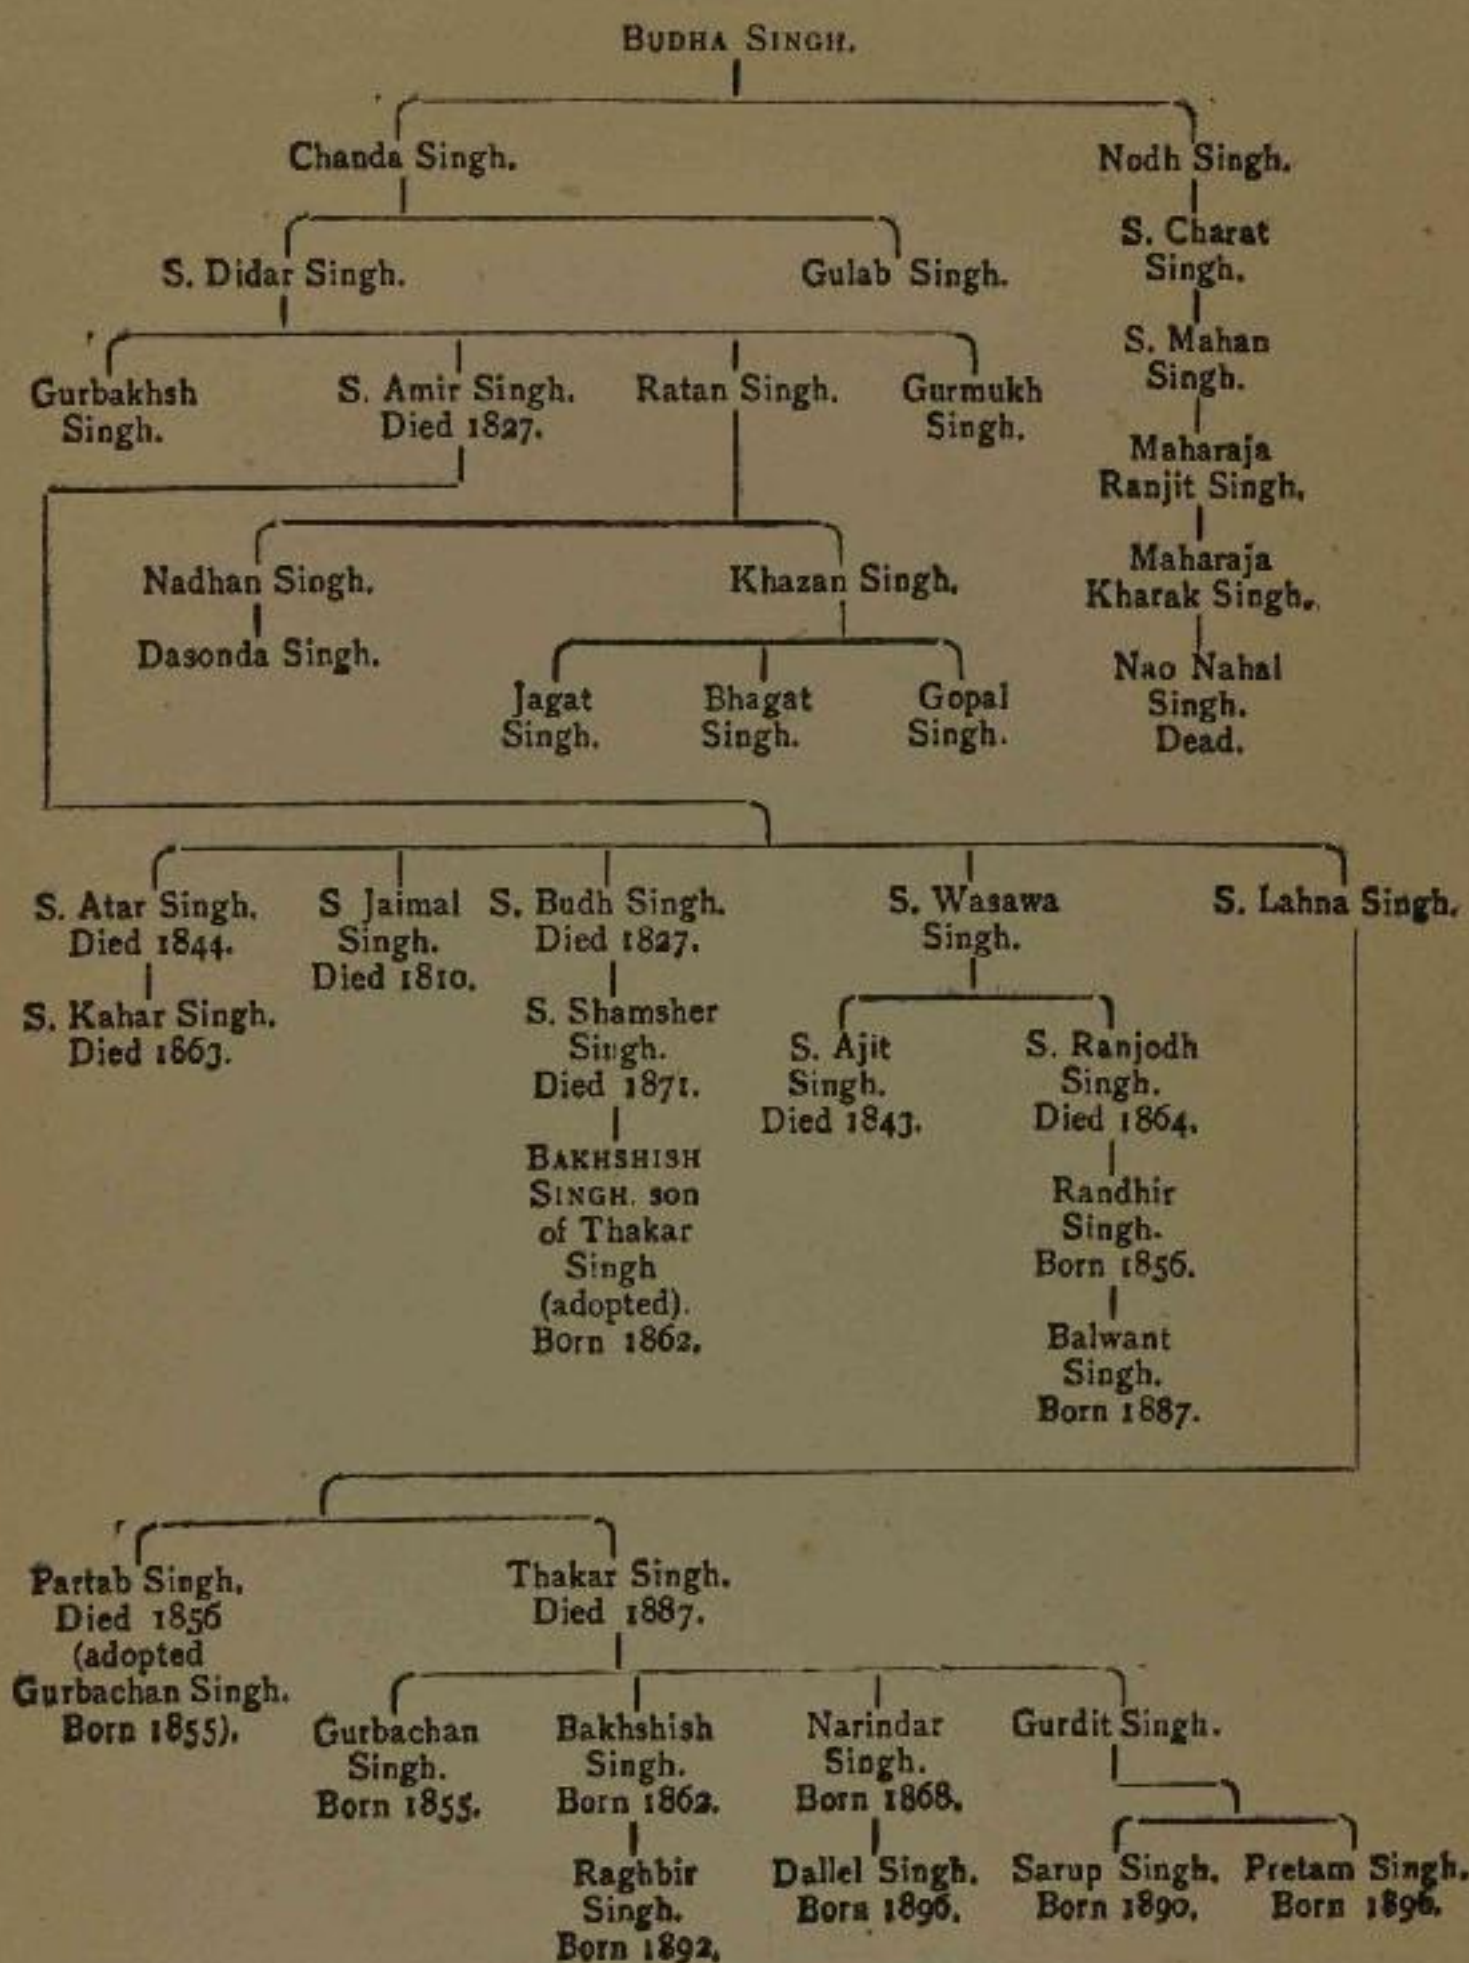 BUDHA SINGH.
Chanda Singh.
Nodh Singh.
S. Didar Singh.
Gulab Singh.
S. Charat
Singh.
S. Mahan
Singh.
Gurbakhsh
Singh.
S. Amir Singh.
Died 1827.
Ratan Singh.
Gurmukh
Singh.
Maharaja
Ranjit Singh.
Nadhan Singh.
Khazan Singh.
Maharaja
Kharak Singh.
Dasonda Singh.
Jagat
Singh.
Bhagat
Singh.
Gopal
Singh.
Nao Nahal
Singh.
Dead.
S. Atar Singh.
Died 1844.
S Jaimal
Singh.
Died 1810.
S. Budh Singh.
Died 1827.
S. Wasawa
Singh.
S. Lahna Singh.
S. Kahar Singh.
Died 1863.
S. Shamsher
Singh.
Died 1871.
S. Ajit
Singh.
Died 1843.
S. Ranjodh
Singh.
Died 1864.
BAKHSHISH
SINGH. son
of Thakar
Singh
(adopted).
Born 1862.
Randhir
Singh.
Born 1856.
Balwant
Singh.
Born 1887.
Partab Singh.
Died 1856
(adopted
Gurbachan Singh.
Born 1855).
Thakar Singh.
Died 1887.
Gurbachan
Singh.
Born 1855.
Bakhshish
Singh.
Born 1862.
Narindar
Singh.
Born 1868.
Gurdit Singh.
Raghbir
Singh.
Born 1892.
Dallel Singh.
Born 1896.
Sarup Singh.
Born 1890.
Pretam Singh.
Born 1896.